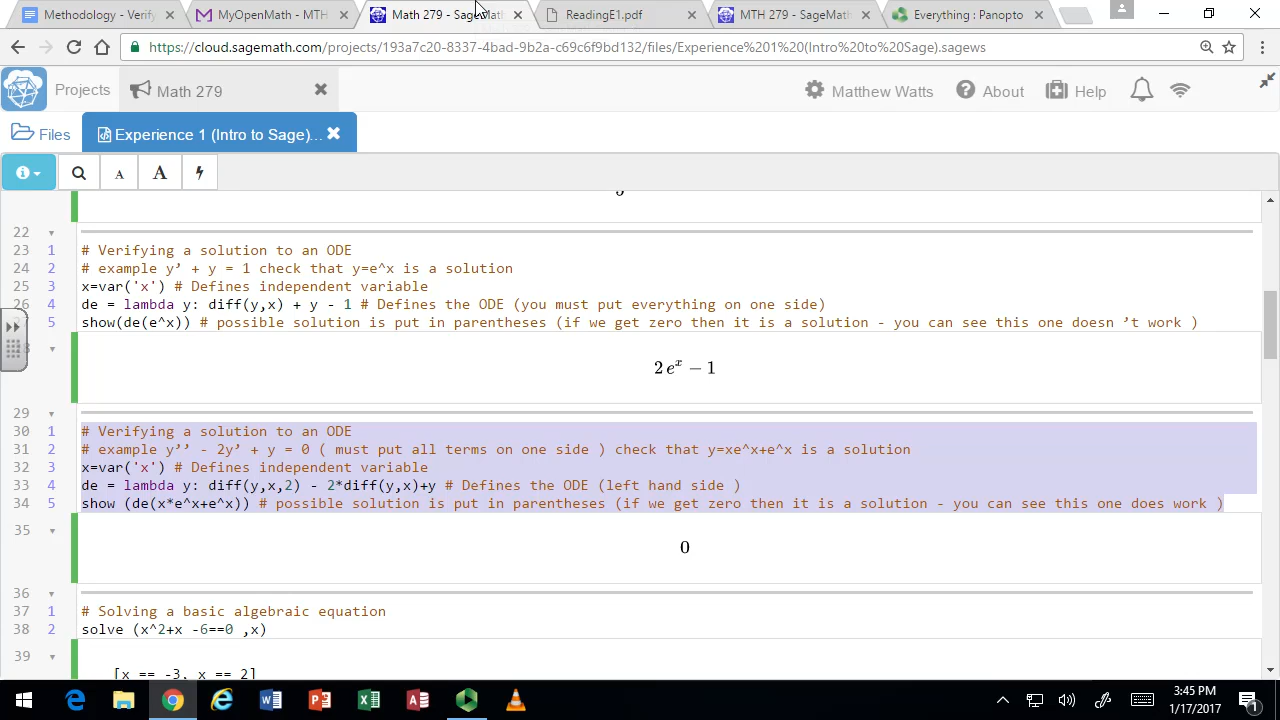 Methodology - Verify
MyOpenMath - MTH
Math 279 - SageMath
ReadingE1.pdf
MTH 279 - SageMath
Everything : Panopto
https://cloud.sagemath.com/projects/193a7c20-8337-4bad-9b2a-c69c6f9bd132/files/Experience%201%20(Intro%20to%20Sage).sagews
Projects
Math 279
Matthew Watts
About
Help
Files
Experience 1 (Intro to Sage)...
A A
22
23 1 # Verifying a solution to an ODE
24 2 # example y’ + y = 1 check that y=e^x is a solution
25 3 x=var('x') # Defines independent variable
26 4 de = lambda y: diff(y,x) + y - 1 # Defines the ODE (you must put everything on one side)
5 show(de(e^x)) # possible solution is put in parentheses (if we get zero then it is a solution - you can see this one doesn ’t work )
2 e^x − 1
29
30 1 # Verifying a solution to an ODE
31 2 # example y’’ - 2y’ + y = 0 ( must put all terms on one side ) check that y=xe^x+e^x is a solution
32 3 x=var('x') # Defines independent variable
33 4 de = lambda y: diff(y,x,2) - 2*diff(y,x)+y # Defines the ODE (left hand side )
34 5 show (de(x*e^x+e^x)) # possible solution is put in parentheses (if we get zero then it is a solution - you can see this one does work )
35
0
36
37 1 # Solving a basic algebraic equation
38 2 solve (x^2+x -6==0 ,x)
39
[x == -3, x == 2]
3:45 PM
1/17/2017
1